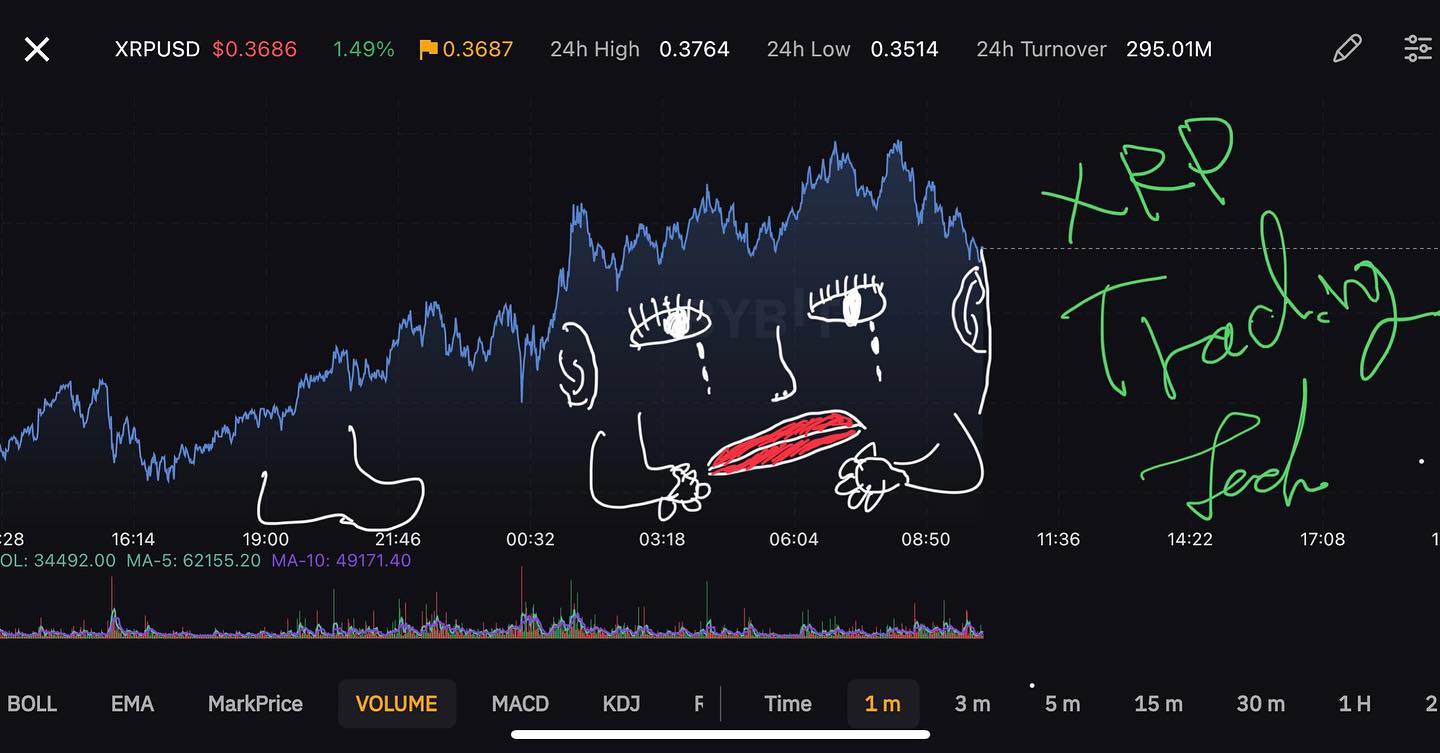 XRPUSD $0.3686 1.49% 0.3687 24h High 0.3764 24h Low 0.3514 24h Turnover 295.01M
XRP
Trading
:28 16:14 19:00 21:46 00:32 03:18 06:04 08:50 11:36 14:22 17:08 1
OL: 34492.00 MA-5: 62155.20 MA-10: 49171.40
BOLL EMA MarkPrice VOLUME MACD KDJ Time 1 m 3 m 5 m 15 m 30 m 1 H 2